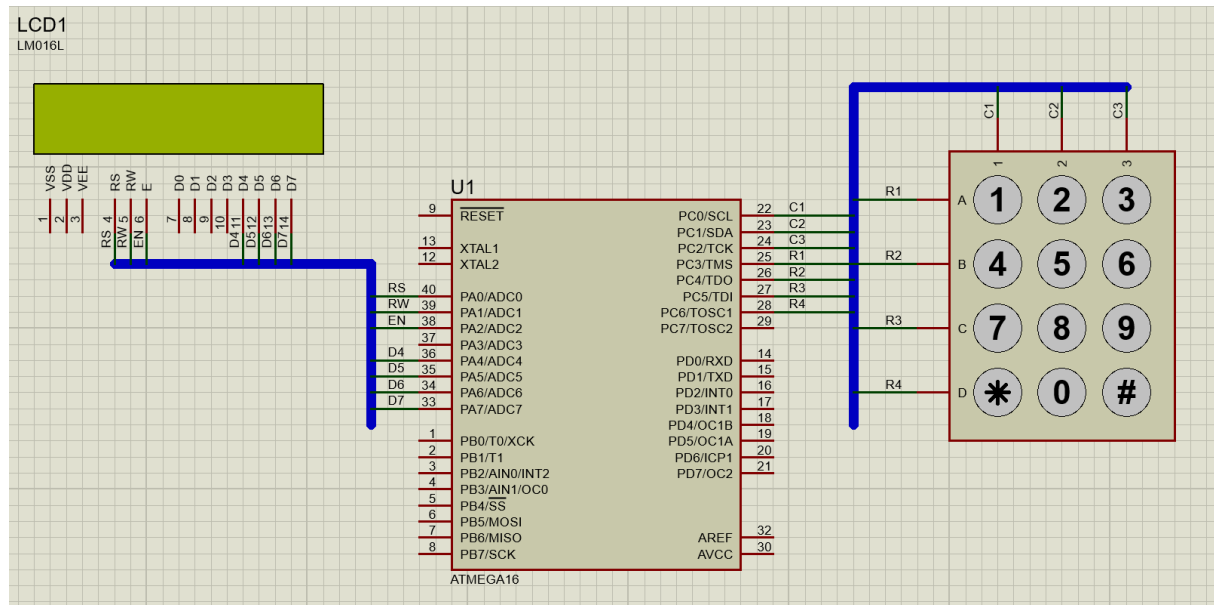 LCD1
LM016L
VSS
VDD
VEE
RS
RW
E
D0
D1
D2
D3
D4
D5
D6
D7
1
2
3
4
5
6
7
8
9
10
11
12
13
14
RS
RW
EN
D4
D5
D6
D7
U1
RS
RW
EN
D4
D5
D6
D7
9 RESET
13 XTAL1
12 XTAL2
40 PA0/ADC0
39 PA1/ADC1
38 PA2/ADC2
37 PA3/ADC3
36 PA4/ADC4
35 PA5/ADC5
34 PA6/ADC6
33 PA7/ADC7
1 PB0/T0/XCK
2 PB1/T1
3 PB2/AIN0/INT2
4 PB3/AIN1/OC0
5 PB4/SS
6 PB5/MOSI
7 PB6/MISO
8 PB7/SCK
PC0/SCL 22 C1
PC1/SDA 23 C2
PC2/TCK 24 C3
PC3/TMS 25 R1
PC4/TDO 26 R2
PC5/TDI 27 R3
PC6/TOSC1 28 R4
PC7/TOSC2 29
PD0/RXD 14
PD1/TXD 15
PD2/INT0 16
PD3/INT1 17
PD4/OC1B 18
PD5/OC1A 19
PD6/ICP1 20
PD7/OC2 21
AREF 32
AVCC 30
ATMEGA16
C1
C2
C3
1
2
3
R1 A 1 2 3
R2 B 4 5 6
R3 C 7 8 9
R4 D * 0 #